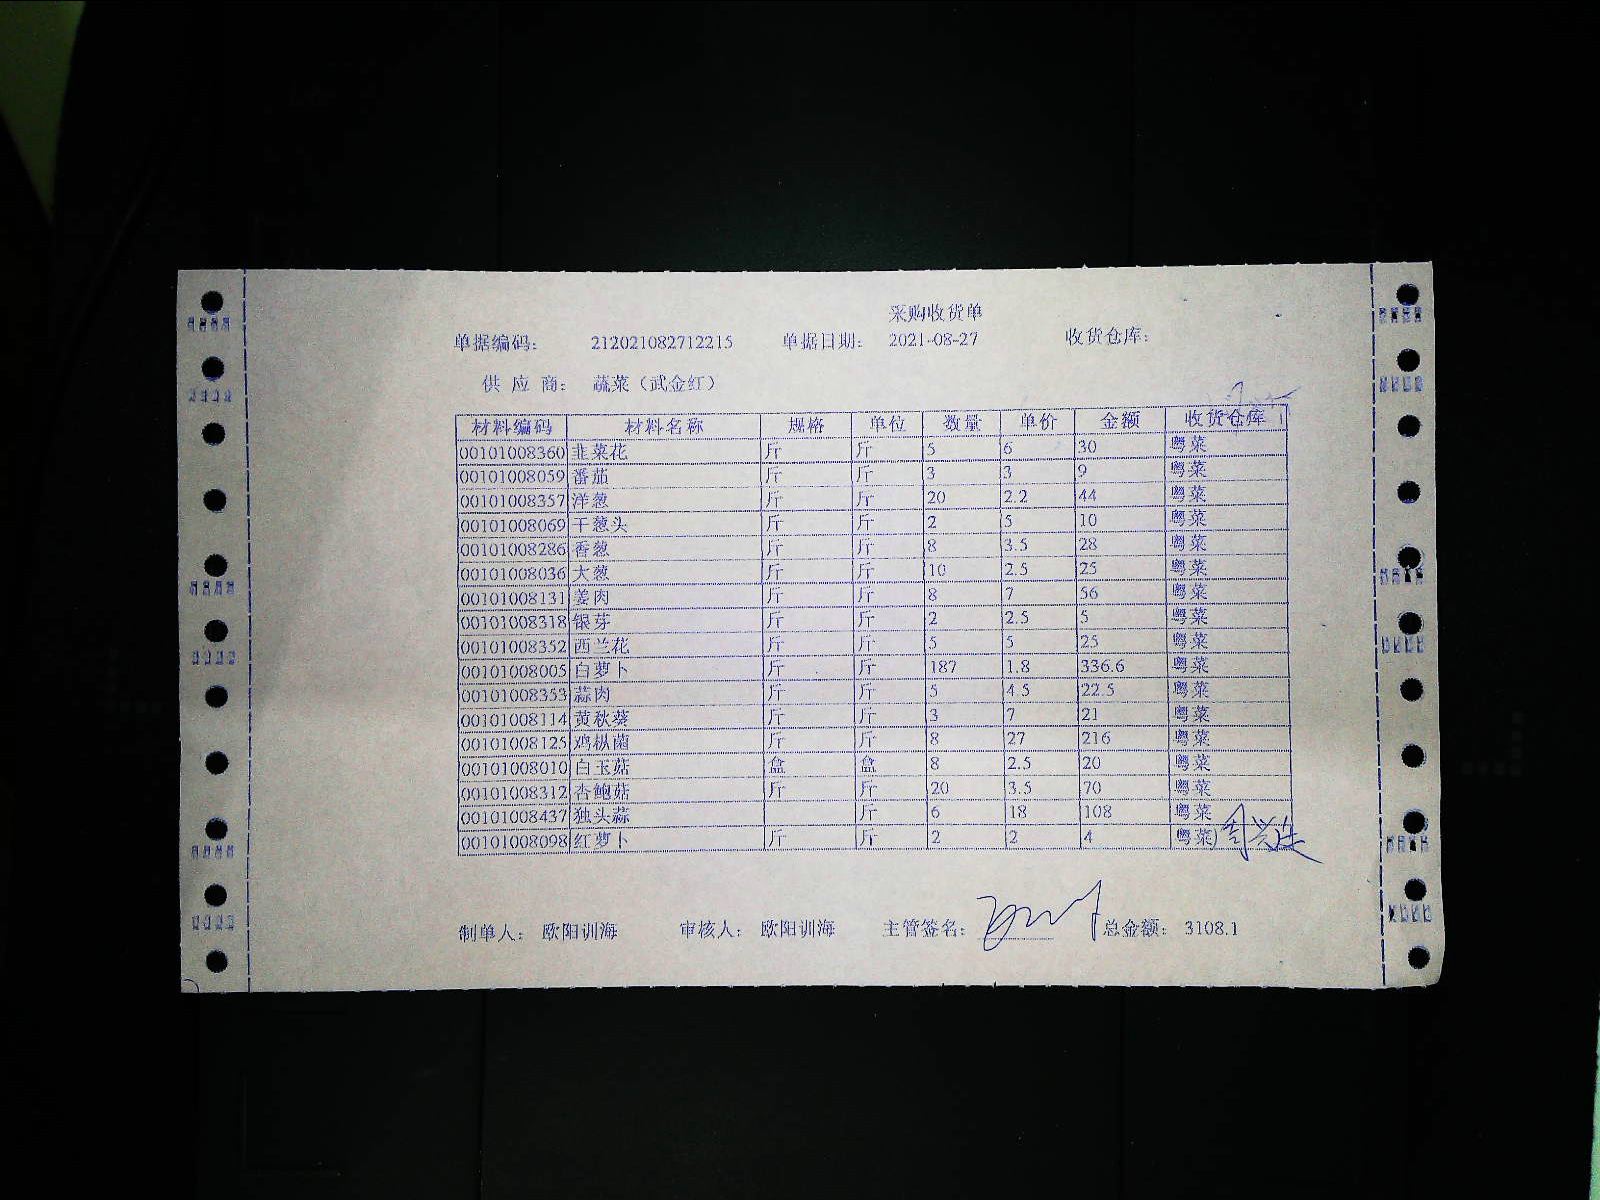 采购收货单
单据编码： 212021082712215 单据日期： 2021-08-27 收货仓库：
供 应 商： 蔬菜（武金红）
材料编码 材料名称 规格 单位 数量 单价 金额 收货仓库
00101008360 韭菜花 斤 斤 5 6 30 粤菜
00101008059 番茄 斤 斤 3 3 9 粤菜
00101008357 洋葱 斤 斤 20 2.2 44 粤菜
00101008069 干葱头 斤 斤 2 5 10 粤菜
00101008286 香葱 斤 斤 8 3.5 28 粤菜
00101008036 大葱 斤 斤 10 2.5 25 粤菜
00101008131 姜肉 斤 斤 8 7 56 粤菜
00101008318 银芽 斤 斤 2 2.5 5 粤菜
00101008352 西兰花 斤 斤 5 5 25 粤菜
00101008005 白萝卜 斤 斤 187 1.8 336.6 粤菜
00101008353 蒜肉 斤 斤 5 4.5 22.5 粤菜
00101008114 黄秋葵 斤 斤 3 7 21 粤菜
00101008125 鸡枞菌 斤 斤 8 27 216 粤菜
00101008010 白玉菇 盒 盒 8 2.5 20 粤菜
00101008312 杏鲍菇 斤 斤 20 3.5 70 粤菜
00101008437 独头蒜 斤 6 18 108 粤菜
00101008098 红萝卜 斤 斤 2 2 4 粤菜
制单人： 欧阳训海 审核人： 欧阳训海 主管签名： 总金额： 3108.1